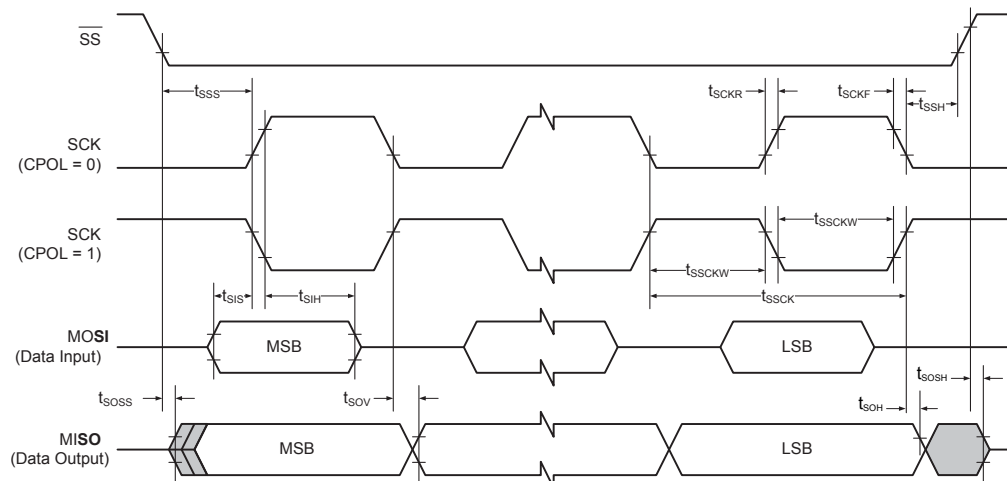 SS
tSSS
tSCKR
tSCKF
tSSH
SCK
(CPOL = 0)
SCK
(CPOL = 1)
tSSCKW
tSSCKW
tSSCK
tSIS
tSIH
MOSI
(Data Input)
MSB
LSB
tSOSS
tSOV
tSOH
tSOSH
MISO
(Data Output)
MSB
LSB